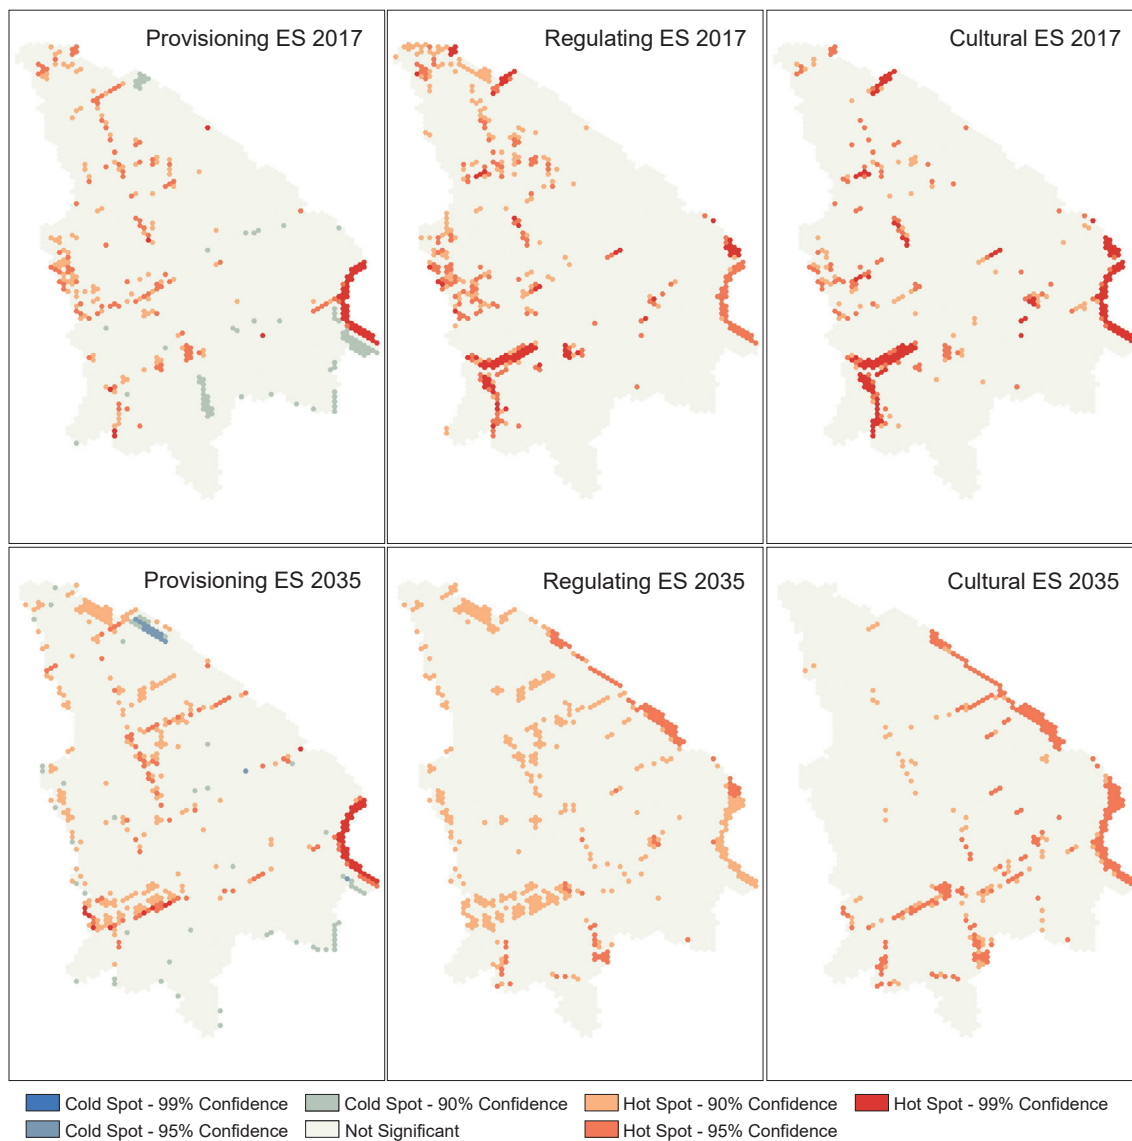 Provisioning ES 2017
Regulating ES 2017
Cultural ES 2017
Provisioning ES 2035
Regulating ES 2035
Cultural ES 2035
Cold Spot - 99% Confidence
Cold Spot - 90% Confidence
Hot Spot - 90% Confidence
Hot Spot - 99% Confidence
Cold Spot - 95% Confidence
Not Significant
Hot Spot - 95% Confidence